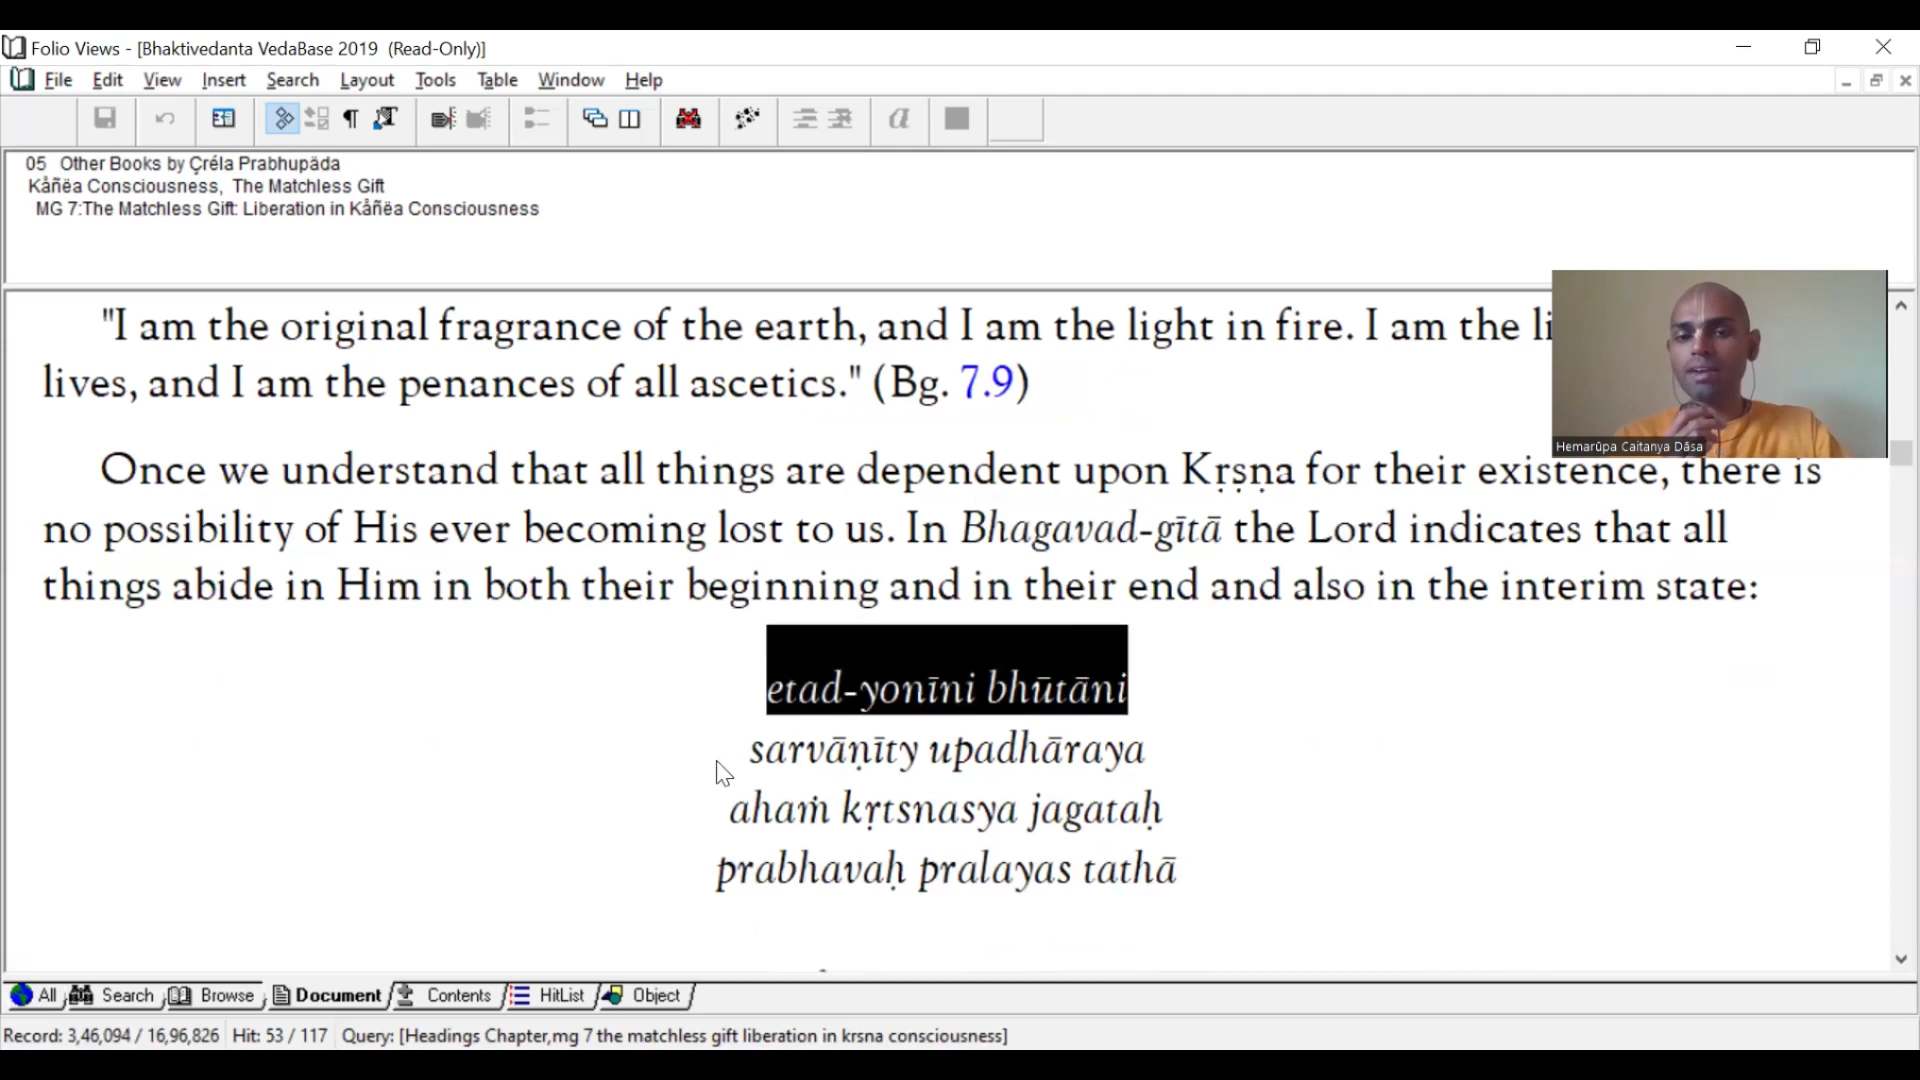 Folio Views - [Bhaktivedanta VedaBase 2019 (Read-Only)]
File Edit View Insert Search Layout Tools Table Window Help
05 Other Books by Çréla Prabhupäda
Kåñëa Consciousness, The Matchless Gift
MG 7:The Matchless Gift: Liberation in Kåñëa Consciousness
"I am the original fragrance of the earth, and I am the light in fire. I am the
lives, and I am the penances of all ascetics." (Bg. 7.9)
Hemarūpa Caitanya Dāsa
Once we understand that all things are dependent upon Kṛṣṇa for their existence, there is
no possibility of His ever becoming lost to us. In Bhagavad-gītā the Lord indicates that all
things abide in Him in both their beginning and in their end and also in the interim state:
etad-yonīni bhūtāni
sarvāṇīty upadhāraya
ahaṁ kṛtsnasya jagataḥ
prabhavaḥ pralayas tathā
All Search Browse Document Contents HitList Object
Record: 3,46,094 / 16,96,826 Hit: 53 / 117 Query: [Headings Chapter,mg 7 the matchless gift liberation in krsna consciousness]